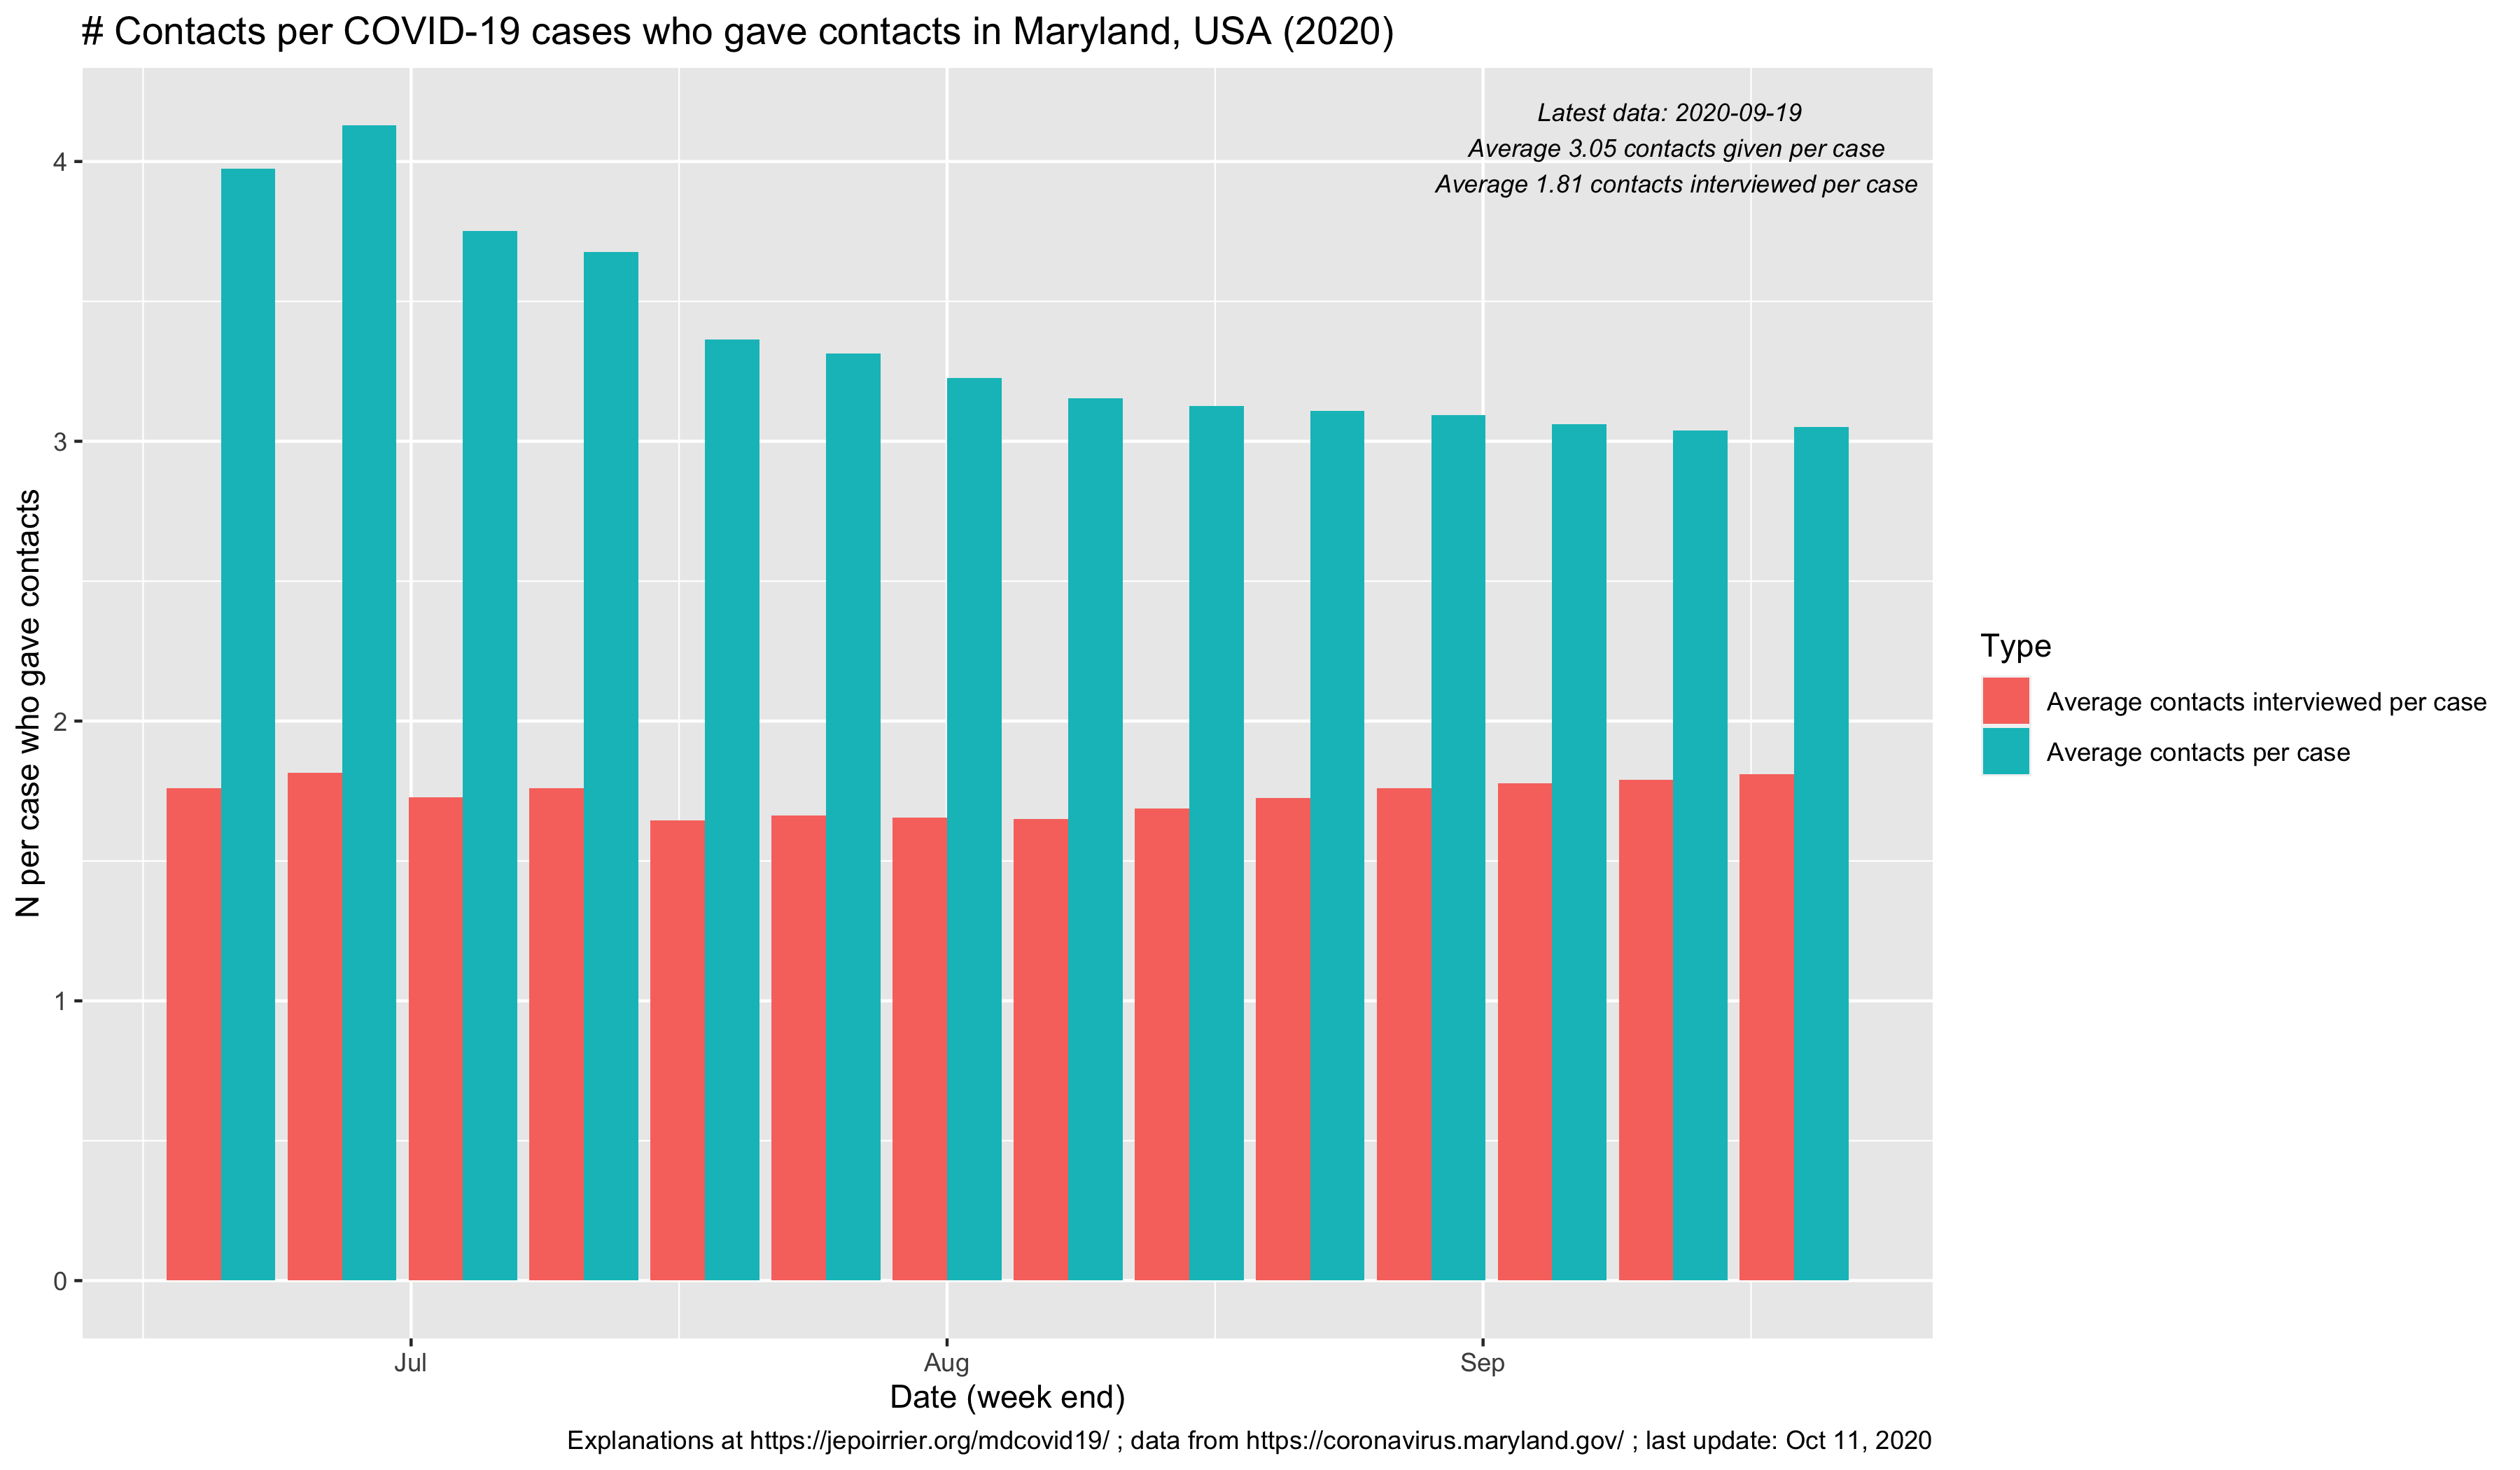 # Contacts per COVID-19 cases who gave contacts in Maryland, USA (2020)
Latest data: 2020-09-19
Average 3.05 contacts given per case
Average 1.81 contacts interviewed per case
N per case who gave contacts
4
3
2
1
0
Jul
Aug
Sep
Date (week end)
Type
Average contacts interviewed per case
Average contacts per case
Explanations at https://jepoirrier.org/mdcovid19/ ; data from https://coronavirus.maryland.gov/ ; last update: Oct 11, 2020